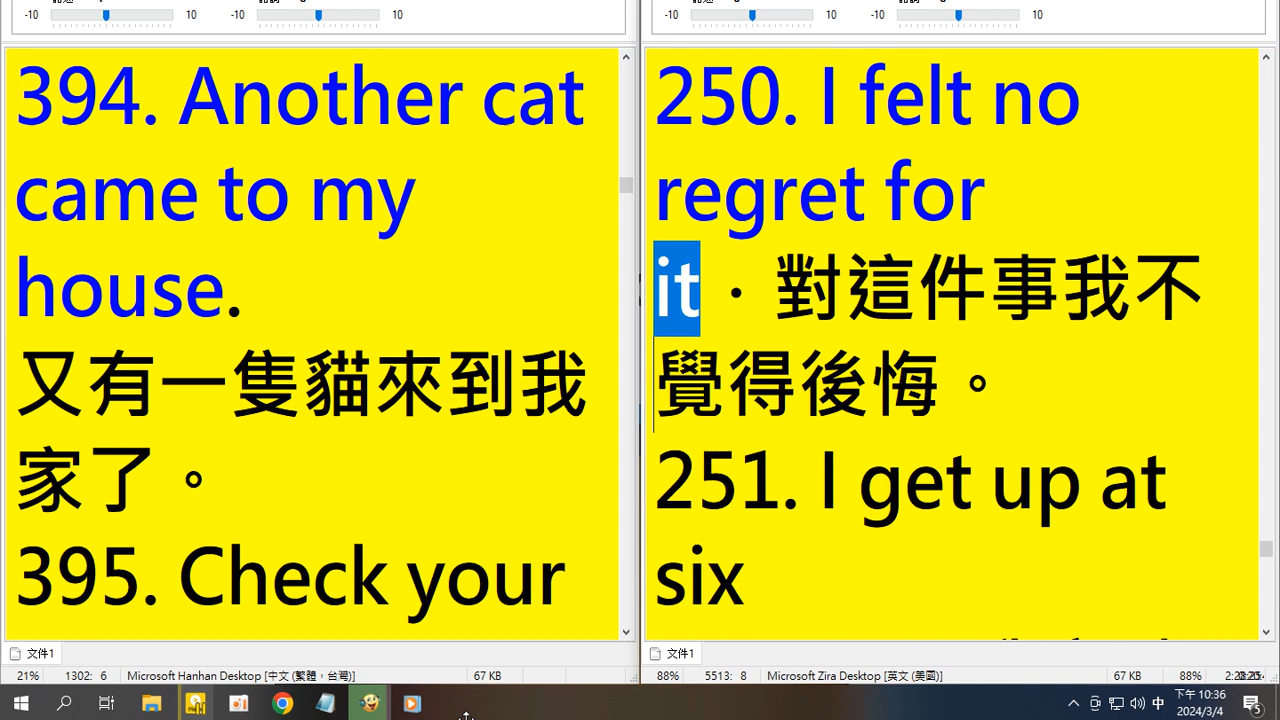 -10
10
-10
10
-10
10
-10
10
394. Another cat
came to my
house.
又有一隻貓來到我
家了。
395. Check your
250. I felt no
regret for
it．對這件事我不
覺得後悔。
251. I get up at
six
文件1
文件1
21%
1302: 6
Microsoft Hanhan Desktop [中文 (繁體，台灣)]
67 KB
88%
5513: 8
Microsoft Zira Desktop [英文 (美國)]
67 KB
88%
中
下午 10:36
2024/3/4
5